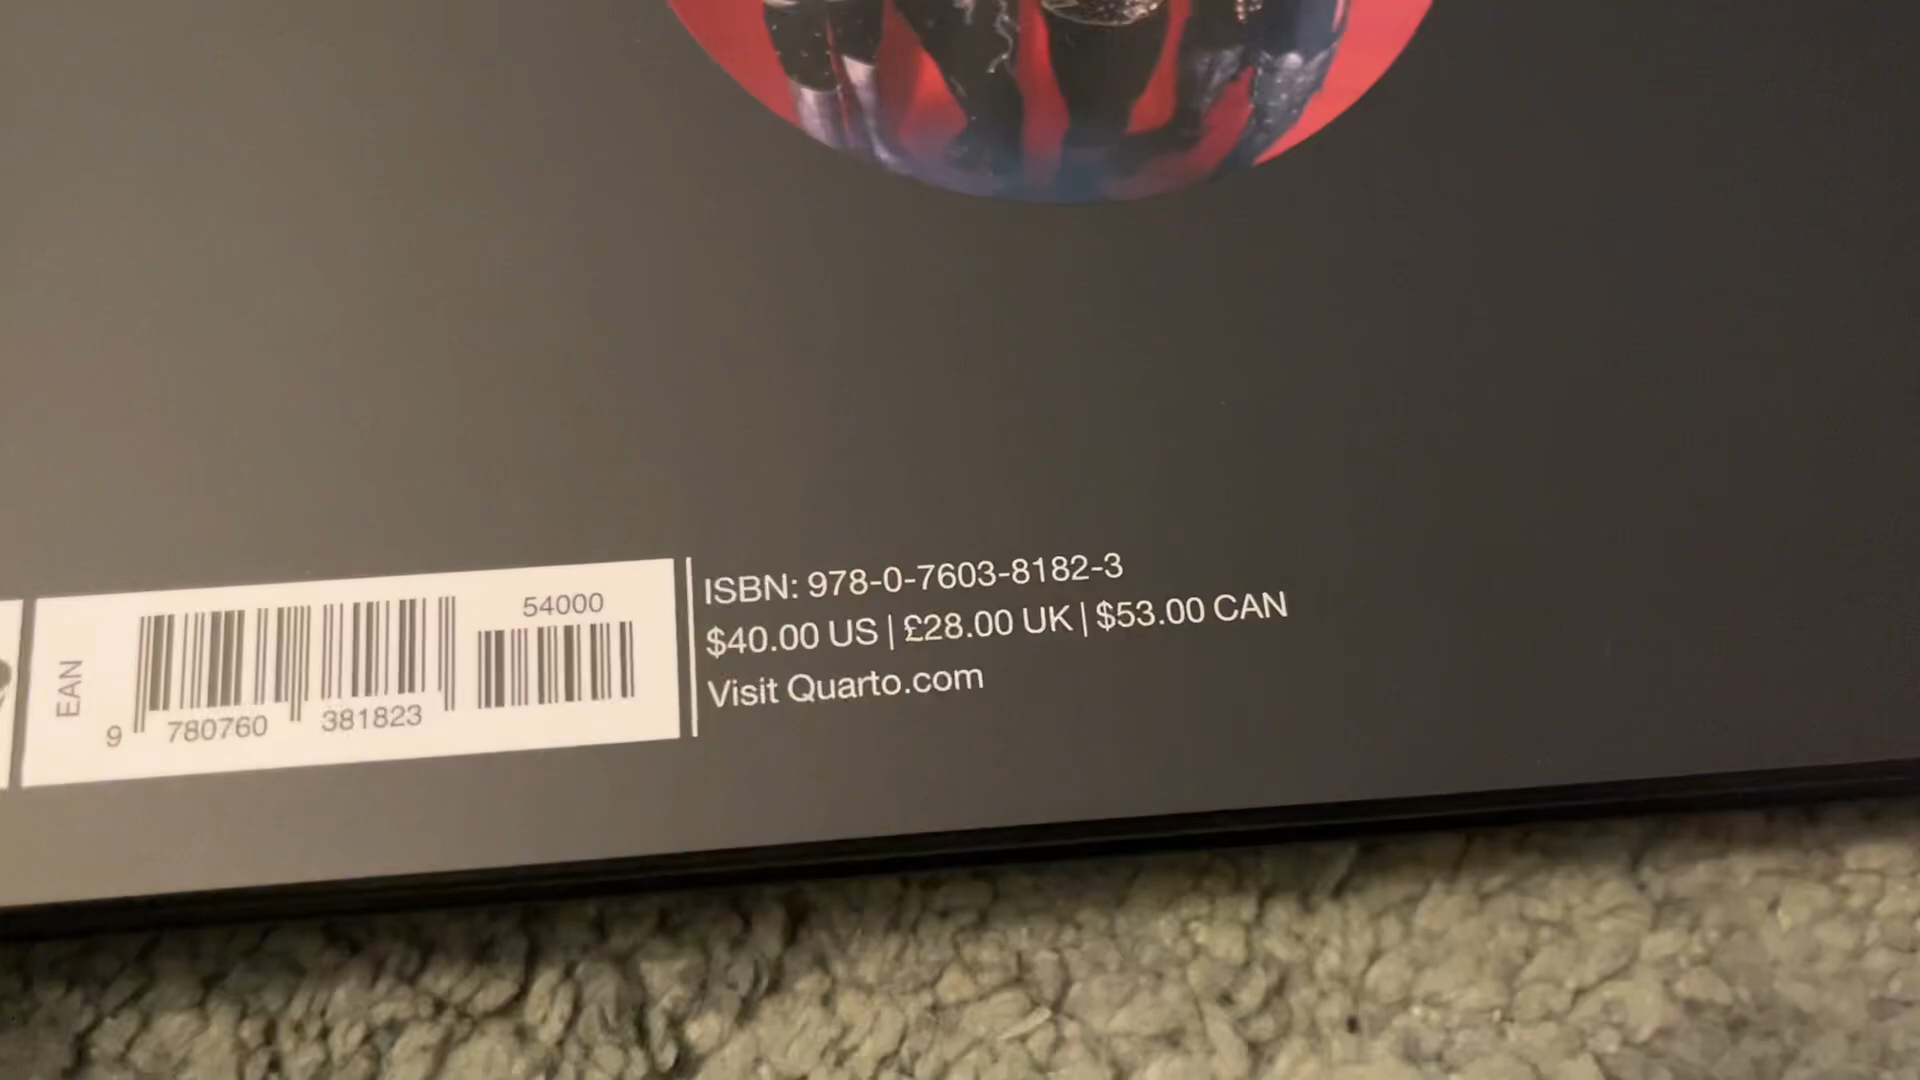 EAN
54000
9 780760 381823
ISBN: 978-0-7603-8182-3
$40.00 US | £28.00 UK | $53.00 CAN
Visit Quarto.com